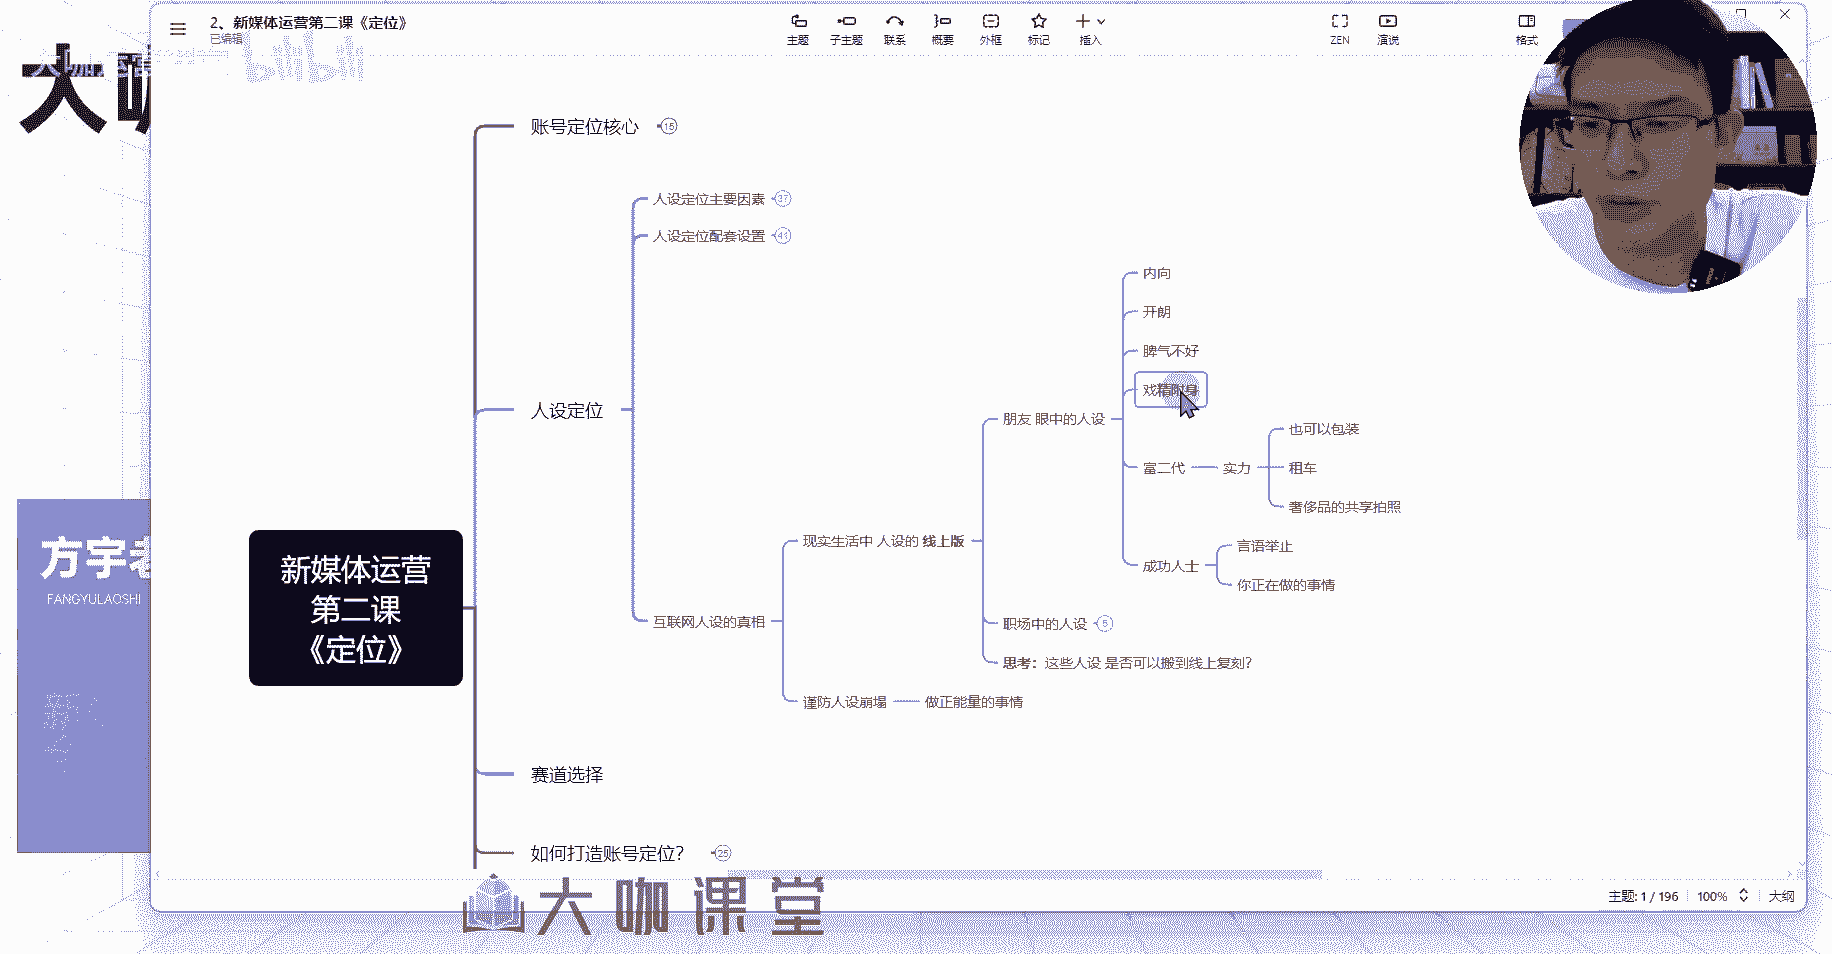 2、新媒体运营第二课《定位》
已编辑
主题
子主题
联系
概要
外框
标记
插入
ZEN
演说
格式
bilibili
账号定位核心
15
人设定位主要因素
37
人设定位配套设置
内向
开朗
脾气不好
戏精附身
人设定位
朋友 眼中的人设
也可以包装
富二代
实力
租车
奢侈品的共享拍照
现实生活中 人设的 线上版
言语举止
成功人士
你正在做的事情
方宇老
FANGYULAOSHI
新媒体运营
第二课
《定位》
互联网人设的真相
职场中的人设
5
思考：这些人设 是否可以搬到线上复刻？
谨防人设崩塌
做正能量的事情
赛道选择
如何打造账号定位？
25
大咖课堂
主题: 1 / 196
100%
大纲